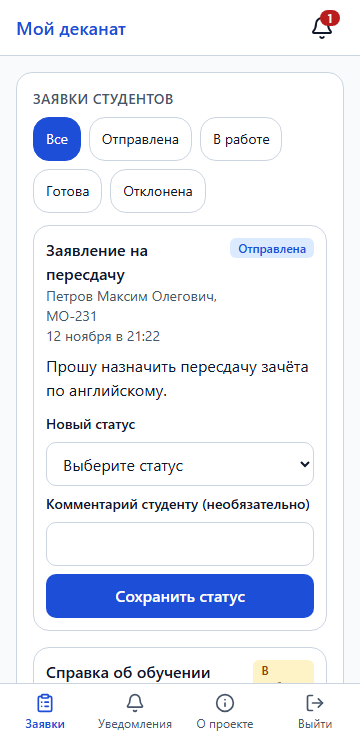 Мой деканат
1
ЗАЯВКИ СТУДЕНТОВ
Все
Отправлена
В работе
Готова
Отклонена
Заявление на
пересдачу
Отправлена
Петров Максим Олегович,
МО-231
12 ноября в 21:22
Прошу назначить пересдачу зачёта
по английскому.
Новый статус
Выберите статус
Комментарий студенту (необязательно)
Сохранить статус
Справка об обучении
В
Заявки
Уведомления
О проекте
Выйти